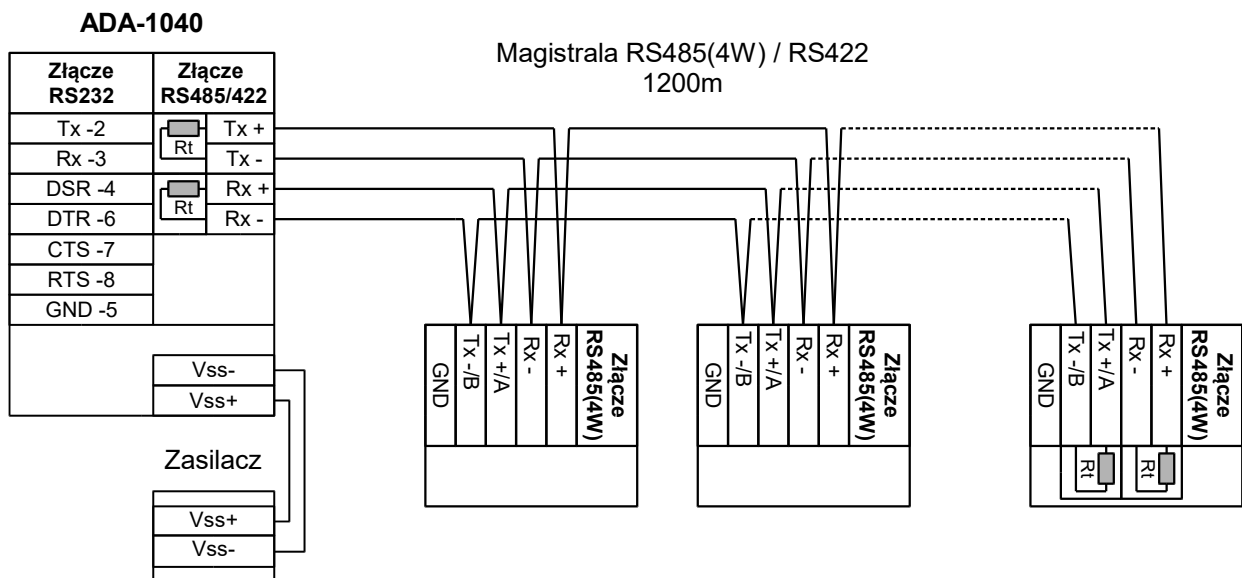 ADA-1040
Magistrala RS485(4W) / RS422
1200m
Złącze
RS232
Złącze
RS485/422
Tx -2
Rx -3
DSR -4
DTR -6
CTS -7
RTS -8
GND -5
Rt
Tx +
Tx -
Rt
Rx +
Rx -
Vss-
Vss+
Zasilacz
Vss+
Vss-
GND
Tx -/B
Tx +/A
Rx -
Rx +
Złącze
RS485(4W)
GND
Tx -/B
Tx +/A
Rx -
Rx +
Złącze
RS485(4W)
GND
Tx -/B
Tx +/A
Rx -
Rx +
Złącze
RS485(4W)
Rt
Rt